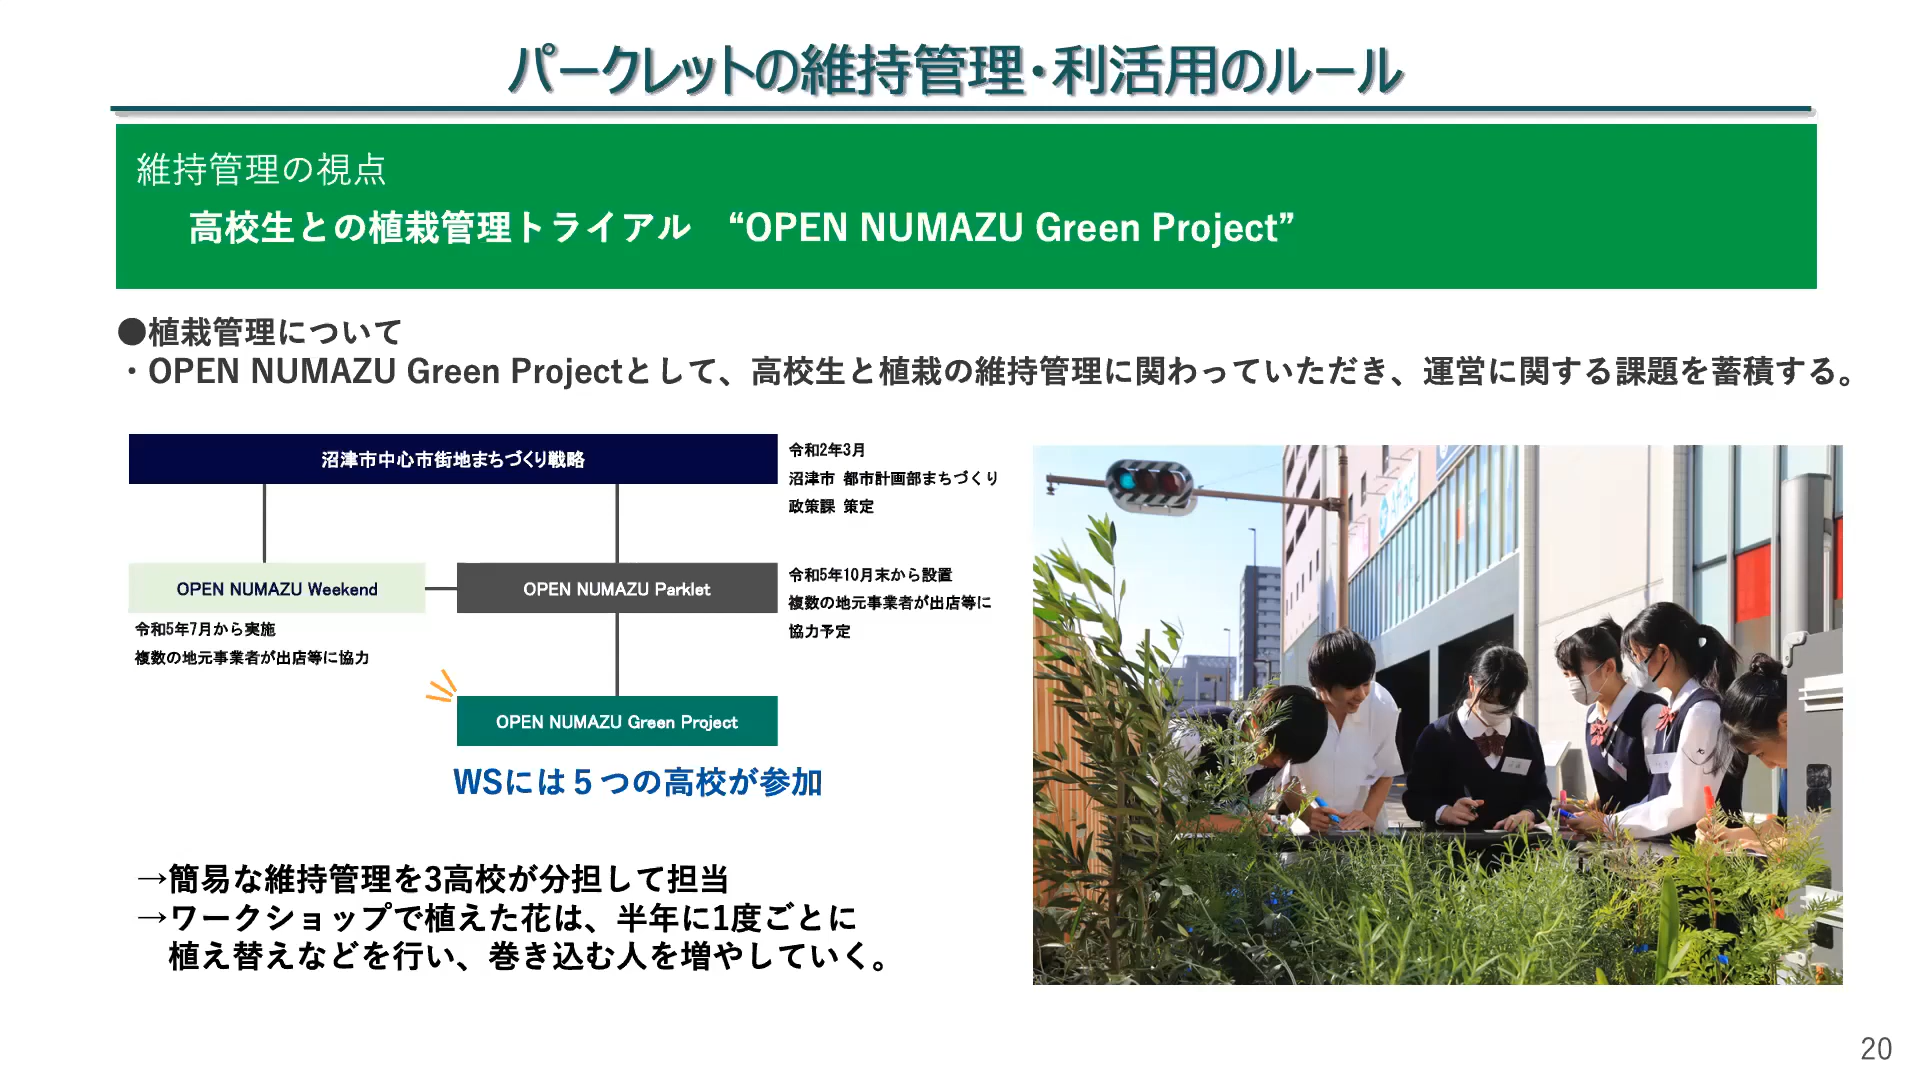 パークレットの維持管理・利活用のルール
維持管理の視点
高校生との植栽管理トライアル “OPEN NUMAZU Green Project”
●植栽管理について
・OPEN NUMAZU Green Projectとして、高校生と植栽の維持管理に関わっていただき、運営に関する課題を蓄積する。
沼津市中心市街地まちづくり戦略
令和2年3月
沼津市 都市計画部まちづくり
政策課 策定
OPEN NUMAZU Weekend
OPEN NUMAZU Parklet
令和5年10月末から設置
複数の地元事業者が出店等に
協力予定
令和5年7月から実施
複数の地元事業者が出店等に協力
OPEN NUMAZU Green Project
WSには５つの高校が参加
→簡易な維持管理を3高校が分担して担当
→ワークショップで植えた花は、半年に1度ごとに
植え替えなどを行い、巻き込む人を増やしていく。
20